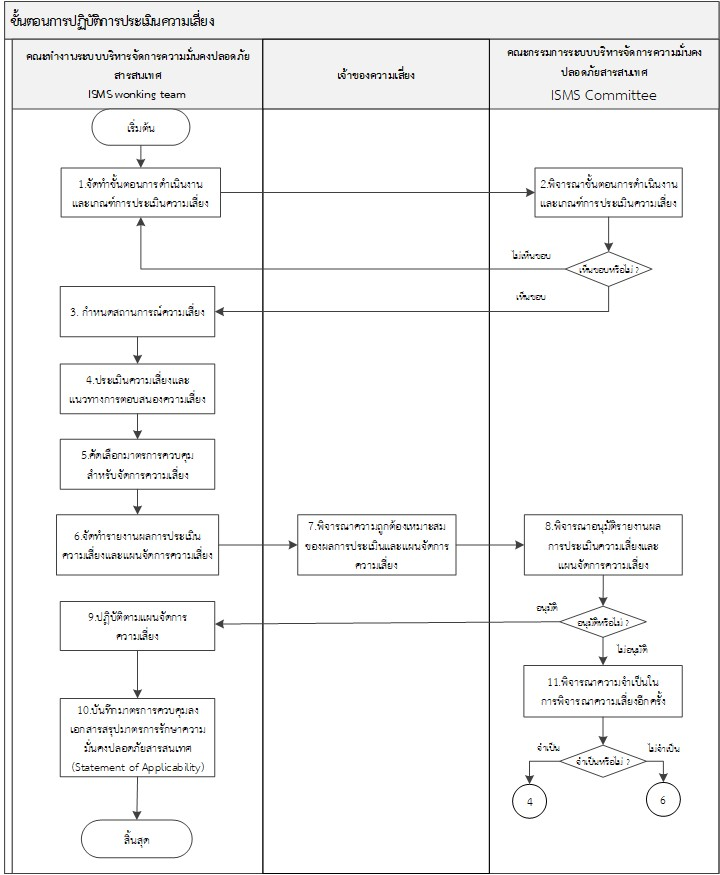 ขั้นตอนการปฏิบัติการประเมินความเสี่ยง
คณะทำงานระบบบริหารจัดการความมั่นคงปลอดภัย
สารสนเทศ
ISMS wonking team
เจ้าของความเสี่ยง
คณะกรรมการระบบบริหารจัดการความมั่นคง
ปลอดภัยสารสนเทศ
ISMS Committee
เริ่มต้น
1.จัดทำขั้นตอนการดำเนินงาน
และเกณฑ์การประเมินความเสี่ยง
2.พิจารณาขั้นตอนการดำเนินงาน
และเกณฑ์การประเมินความเสี่ยง
ไม่เห็นชอบ
เห็นชอบหรือไม่ ?
เห็นชอบ
3. กำหนดสถานการณ์ความเสี่ยง
4.ประเมินความเสี่ยงและ
แนวทางการตอบสนองความเสี่ยง
5.คัดเลือกมาตรการควบคุม
สำหรับจัดการความเสี่ยง
6.จัดทำรายงานผลการประเมิน
ความเสี่ยงและแผนจัดการความเสี่ยง
7.พิจารณาความถูกต้องเหมาะสม
ของผลการประเมินและแผนจัดการ
ความเสี่ยง
8.พิจารณาอนุมัติรายงานผล
การประเมินความเสี่ยงและ
แผนจัดการความเสี่ยง
อนุมัติ
อนุมัติหรือไม่ ?
ไม่อนุมัติ
9.ปฏิบัติตามแผนจัดการ
ความเสี่ยง
11.พิจารณาความจำเป็นใน
การพิจารณาความเสี่ยงอีกครั้ง
10.บันทึกมาตรการควบคุมลง
เอกสารสรุปมาตรการรักษาความ
มั่นคงปลอดภัยสารสนเทศ
(Statement of Applicability)
จำเป็น
จำเป็นหรือไม่ ?
ไม่จำเป็น
4
6
สิ้นสุด